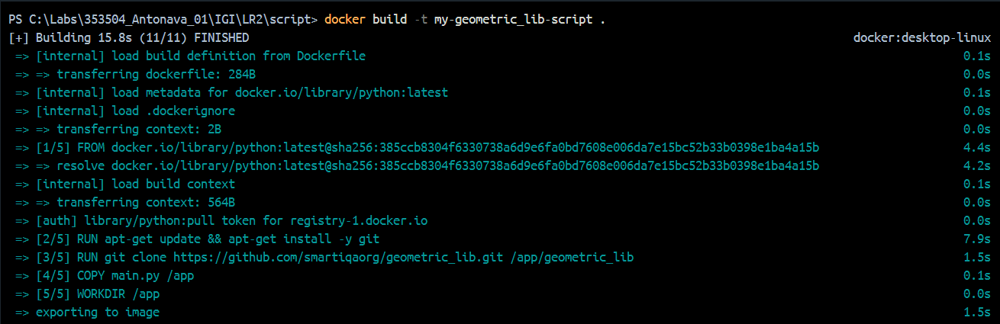 PS C:\Labs\353504_Antonava_01\IGI\LR2\script> docker build -t my-geometric_lib-script .
[+] Building 15.8s (11/11) FINISHED docker:desktop-linux
=> [internal] load build definition from Dockerfile 0.1s
=> => transferring dockerfile: 284B 0.0s
=> [internal] load metadata for docker.io/library/python:latest 0.1s
=> [internal] load .dockerignore 0.0s
=> => transferring context: 2B 0.0s
=> [1/5] FROM docker.io/library/python:latest@sha256:385ccb8304f6330738a6d9e6fa0bd7608e006da7e15bc52b33b0398e1ba4a15b 4.4s
=> => resolve docker.io/library/python:latest@sha256:385ccb8304f6330738a6d9e6fa0bd7608e006da7e15bc52b33b0398e1ba4a15b 4.2s
=> [internal] load build context 0.1s
=> => transferring context: 564B 0.0s
=> [auth] library/python:pull token for registry-1.docker.io 0.0s
=> [2/5] RUN apt-get update && apt-get install -y git 7.9s
=> [3/5] RUN git clone https://github.com/smartiqaorg/geometric_lib.git /app/geometric_lib 1.5s
=> [4/5] COPY main.py /app 0.1s
=> [5/5] WORKDIR /app 0.0s
=> exporting to image 1.5s